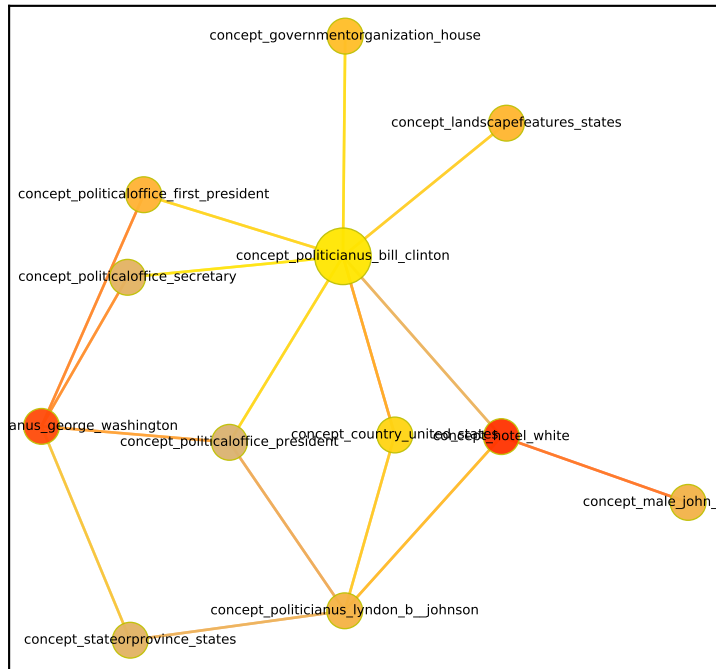 concept_governmentorganization_house
concept_landscapefeatures_states
concept_politicaloffice_first_president
concept_politicianus_bill_clinton
concept_politicaloffice_secretary
anus_george_washington
concept_politicaloffice_president
concept_country_united_states
concept_hotel_white
concept_male_john_
concept_politicianus_lyndon_b__johnson
concept_stateorprovince_states